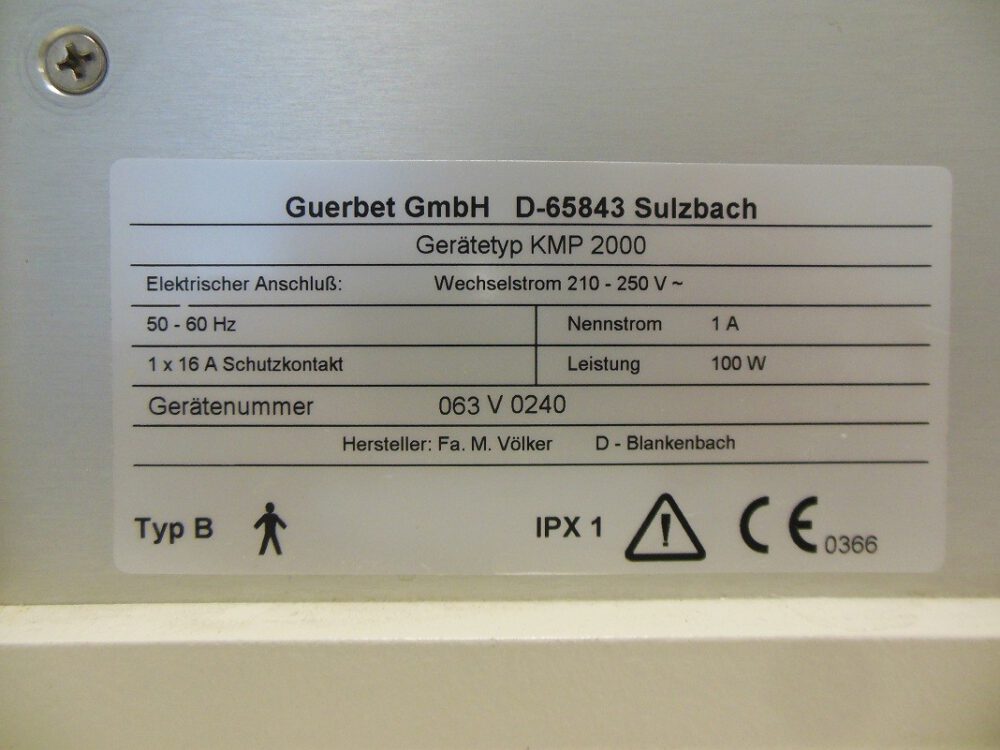 Guerbet GmbH D-65843 Sulzbach
Gerätetyp KMP 2000
Elektrischer Anschluß: Wechselstrom 210 - 250 V ~
50 - 60 Hz Nennstrom 1 A
1 x 16 A Schutzkontakt Leistung 100 W
Gerätenummer 063 V 0240
Hersteller: Fa. M. Völker D - Blankenbach
Typ B IPX 1 ! CE 0366